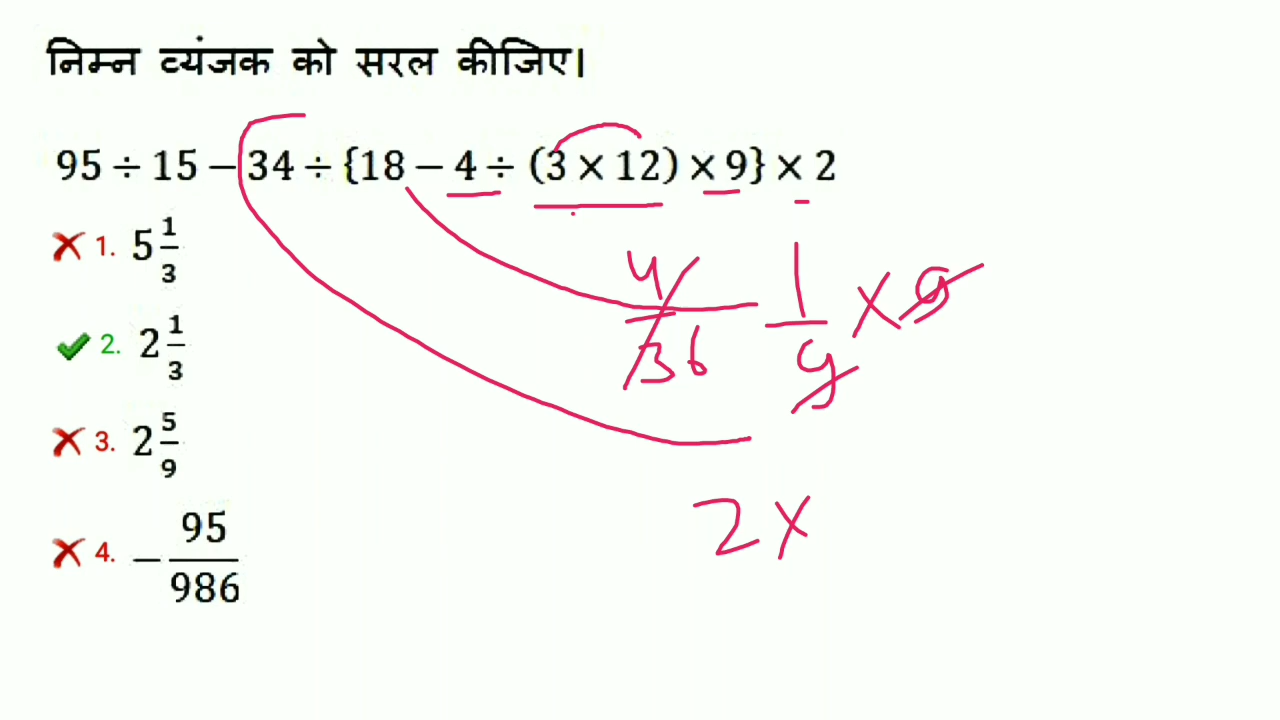 निम्न व्यंजक को सरल कीजिए।
95 ÷ 15 − 34 ÷ {18 − 4 ÷ (3 × 12) × 9} × 2
1. 5 1/3
2. 2 1/3
3. 2 5/9
4. − 95/986
4/36 1/9 × 9
2 ×